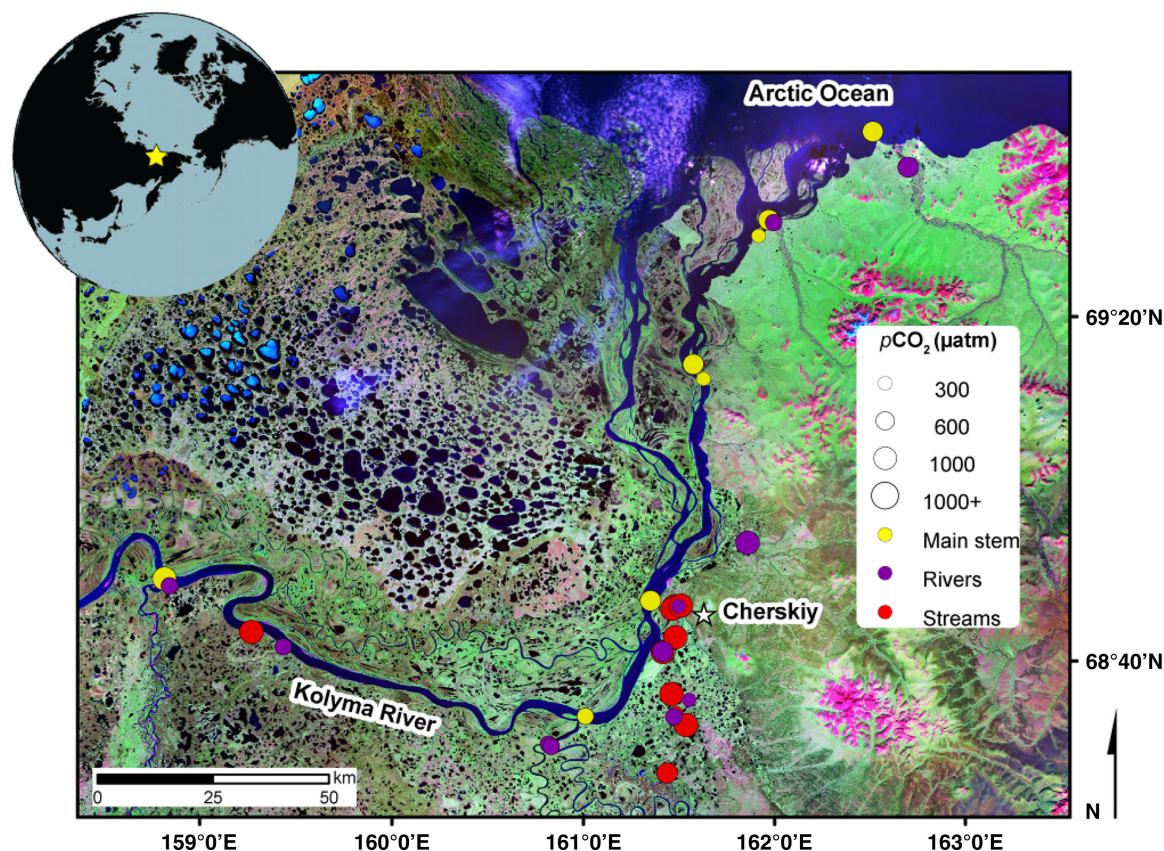 Arctic Ocean
69°20'N
pCO₂ (µatm)
300
600
1000
1000+
Main stem
Rivers
Streams
Cherskiy
68°40'N
Kolyma River
km
0 25 50
N
159°0'E 160°0'E 161°0'E 162°0'E 163°0'E